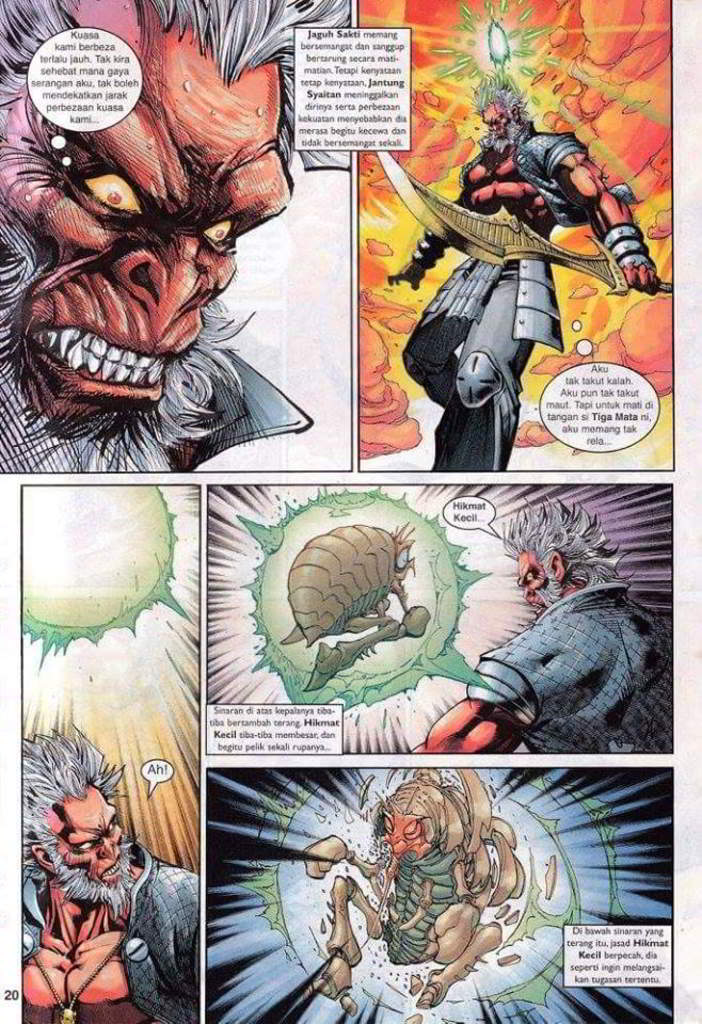 Kuasa
kami berbeza
terlalu jauh. Tak kira
sehebat mana gaya
serangan aku, tak boleh
mendekatkan jarak
perbezaan kuasa
kami...
Jaguh Sakti memang
bersemangat dan sanggup
bertarung secara mati-
matian. Tetapi kenyataan
tetap kenyataan, Jantung
Syaitan meninggalkan
dirinya serta perbezaan
kekuatan menyebabkan dia
merasa begitu kecewa dan
tidak bersemangat sekali.
Aku
tak takut kalah.
Aku pun tak takut
maut. Tapi untuk mati di
tangan si Tiga Mata ni,
aku memang tak
rela...
Ah!
Hikmat
Kecil...
Sinaran di atas kepalanya tiba-
tiba bertambah terang. Hikmat
Kecil tiba-tiba membesar, dan
begitu pelik sekali rupanya...
Di bawah sinaran yang
terang itu, jasad Hikmat
Kecil berpecah, dia
seperti ingin melangsai-
kan tugasan tertentu.
20